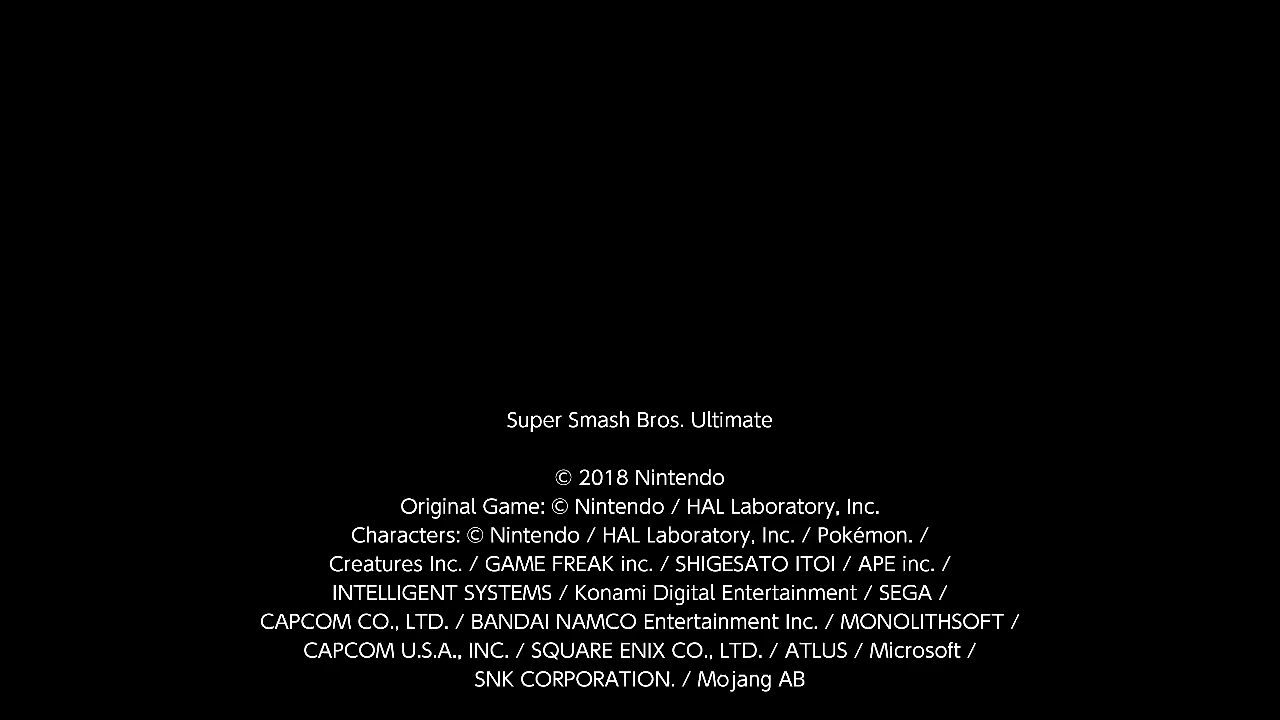 Super Smash Bros. Ultimate
© 2018 Nintendo
Original Game: © Nintendo / HAL Laboratory, Inc.
Characters: © Nintendo / HAL Laboratory, Inc. / Pokémon. /
Creatures Inc. / GAME FREAK inc. / SHIGESATO ITOI / APE inc. /
INTELLIGENT SYSTEMS / Konami Digital Entertainment / SEGA /
CAPCOM CO., LTD. / BANDAI NAMCO Entertainment Inc. / MONOLITHSOFT /
CAPCOM U.S.A., INC. / SQUARE ENIX CO., LTD. / ATLUS / Microsoft /
SNK CORPORATION. / Mojang AB